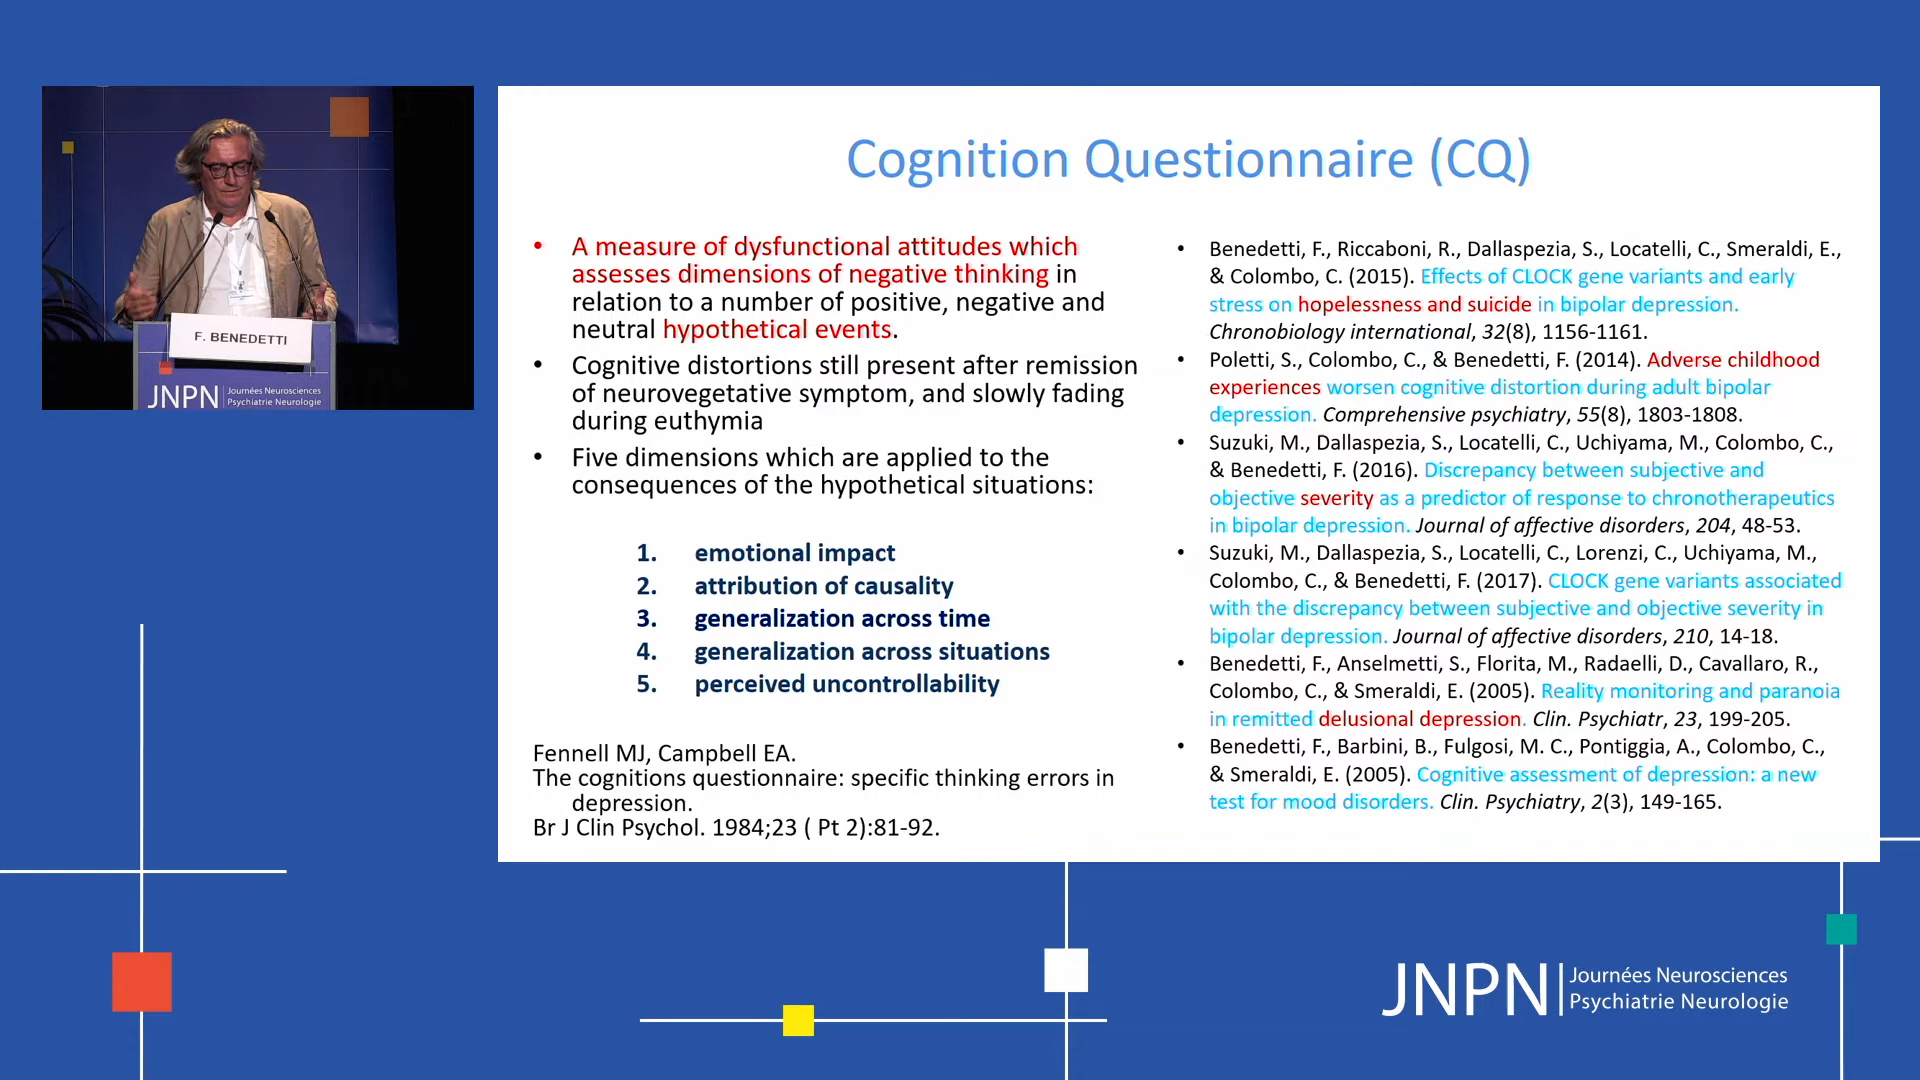 Cognition Questionnaire (CQ)
• A measure of dysfunctional attitudes which
assesses dimensions of negative thinking in
relation to a number of positive, negative and
neutral hypothetical events.
• Cognitive distortions still present after remission
of neurovegetative symptom, and slowly fading
during euthymia
• Five dimensions which are applied to the
consequences of the hypothetical situations:
1. emotional impact
2. attribution of causality
3. generalization across time
4. generalization across situations
5. perceived uncontrollability
Fennell MJ, Campbell EA.
The cognitions questionnaire: specific thinking errors in
depression.
Br J Clin Psychol. 1984;23 ( Pt 2):81-92.
• Benedetti, F., Riccaboni, R., Dallaspezia, S., Locatelli, C., Smeraldi, E.,
& Colombo, C. (2015). Effects of CLOCK gene variants and early
stress on hopelessness and suicide in bipolar depression.
Chronobiology international, 32(8), 1156-1161.
• Poletti, S., Colombo, C., & Benedetti, F. (2014). Adverse childhood
experiences worsen cognitive distortion during adult bipolar
depression. Comprehensive psychiatry, 55(8), 1803-1808.
• Suzuki, M., Dallaspezia, S., Locatelli, C., Uchiyama, M., Colombo, C.,
& Benedetti, F. (2016). Discrepancy between subjective and
objective severity as a predictor of response to chronotherapeutics
in bipolar depression. Journal of affective disorders, 204, 48-53.
• Suzuki, M., Dallaspezia, S., Locatelli, C., Lorenzi, C., Uchiyama, M.,
Colombo, C., & Benedetti, F. (2017). CLOCK gene variants associated
with the discrepancy between subjective and objective severity in
bipolar depression. Journal of affective disorders, 210, 14-18.
• Benedetti, F., Anselmetti, S., Florita, M., Radaelli, D., Cavallaro, R.,
Colombo, C., & Smeraldi, E. (2005). Reality monitoring and paranoia
in remitted delusional depression. Clin. Psychiatr, 23, 199-205.
• Benedetti, F., Barbini, B., Fulgosi, M. C., Pontiggia, A., Colombo, C.,
& Smeraldi, E. (2005). Cognitive assessment of depression: a new
test for mood disorders. Clin. Psychiatry, 2(3), 149-165.
F. BENEDETTI
JNPN Journées Neurosciences
Psychiatrie Neurologie
JNPN Journées Neurosciences
Psychiatrie Neurologie